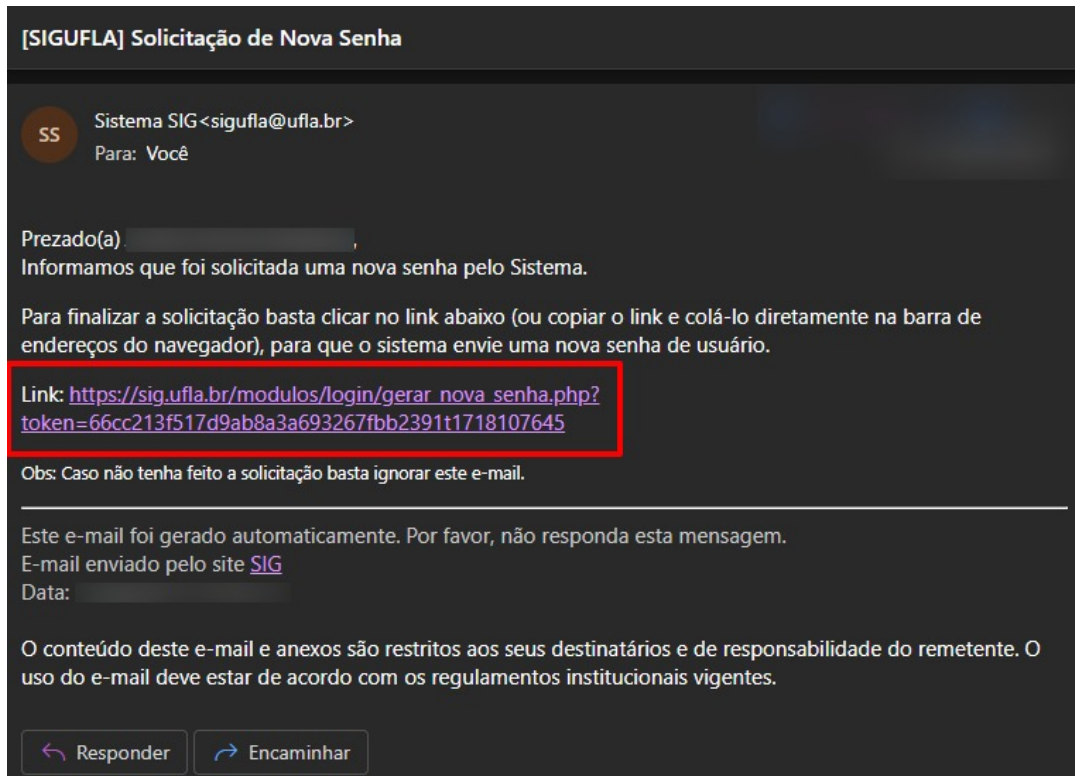 [SIGUFLA] Solicitação de Nova Senha
SS
Sistema SIG<sigufla@ufla.br>
Para: Você
Prezado(a) ,
Informamos que foi solicitada uma nova senha pelo Sistema.
Para finalizar a solicitação basta clicar no link abaixo (ou copiar o link e colá-lo diretamente na barra de
endereços do navegador), para que o sistema envie uma nova senha de usuário.
Link: https://sig.ufla.br/modulos/login/gerar_nova_senha.php?
token=66cc213f517d9ab8a3a693267fbb2391t1718107645
Obs: Caso não tenha feito a solicitação basta ignorar este e-mail.
Este e-mail foi gerado automaticamente. Por favor, não responda esta mensagem.
E-mail enviado pelo site SIG
Data:
O conteúdo deste e-mail e anexos são restritos aos seus destinatários e de responsabilidade do remetente. O
uso do e-mail deve estar de acordo com os regulamentos institucionais vigentes.
Responder
Encaminhar